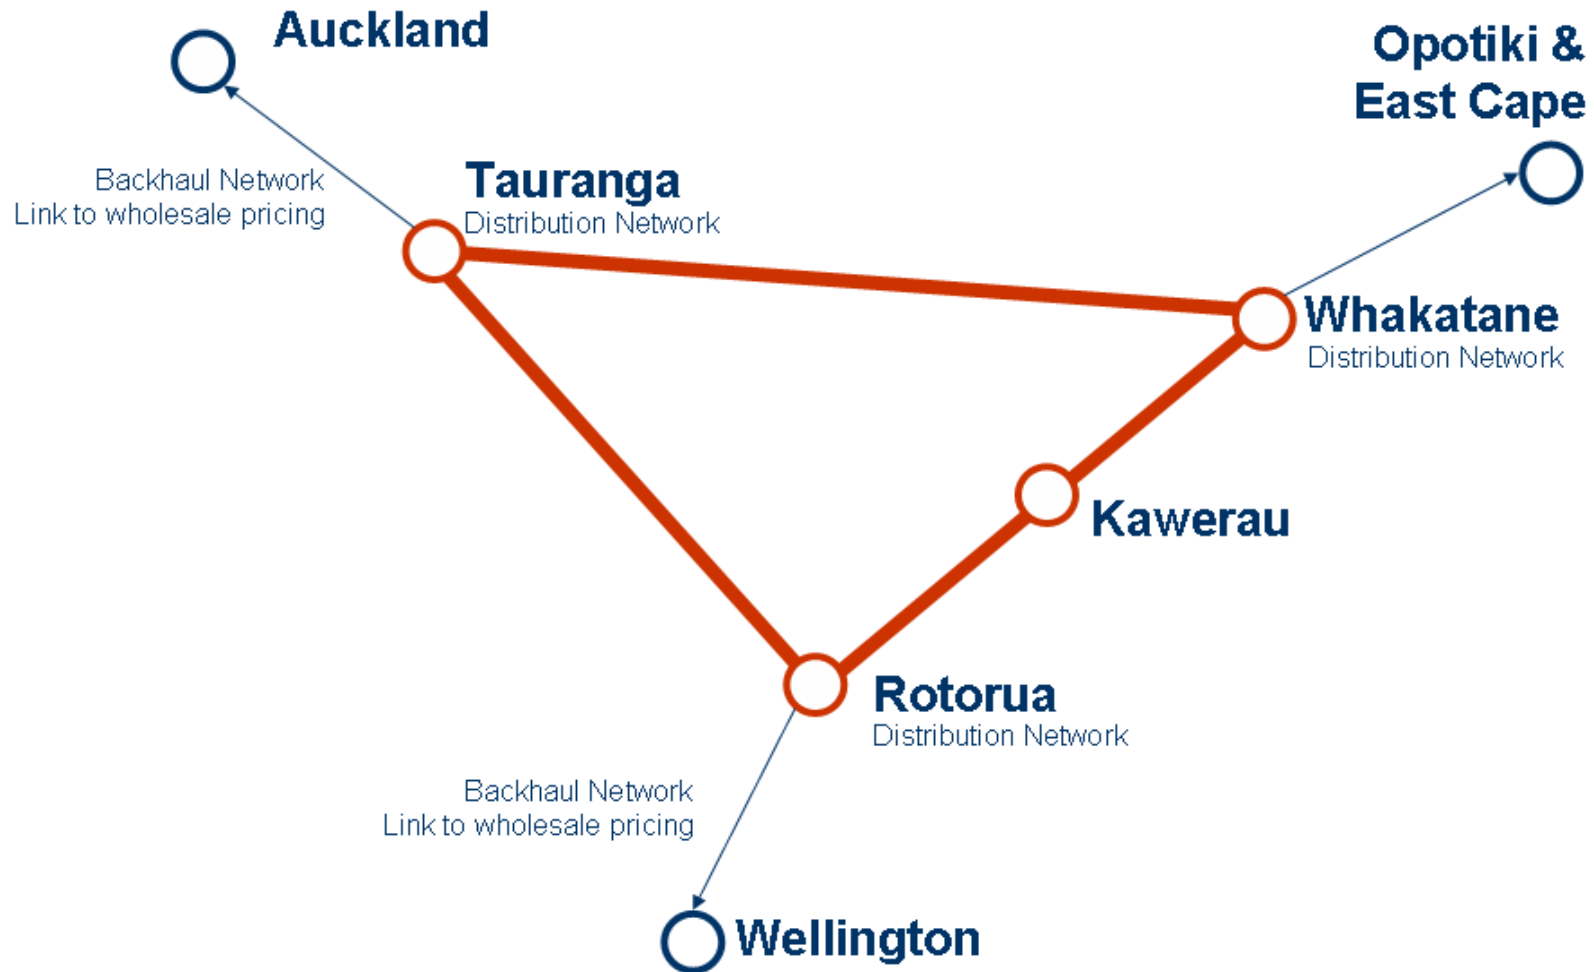 Auckland
Opotiki &
East Cape
Backhaul Network
Link to wholesale pricing
Tauranga
Distribution Network
Whakatane
Distribution Network
Kawerau
Rotorua
Distribution Network
Backhaul Network
Link to wholesale pricing
Wellington